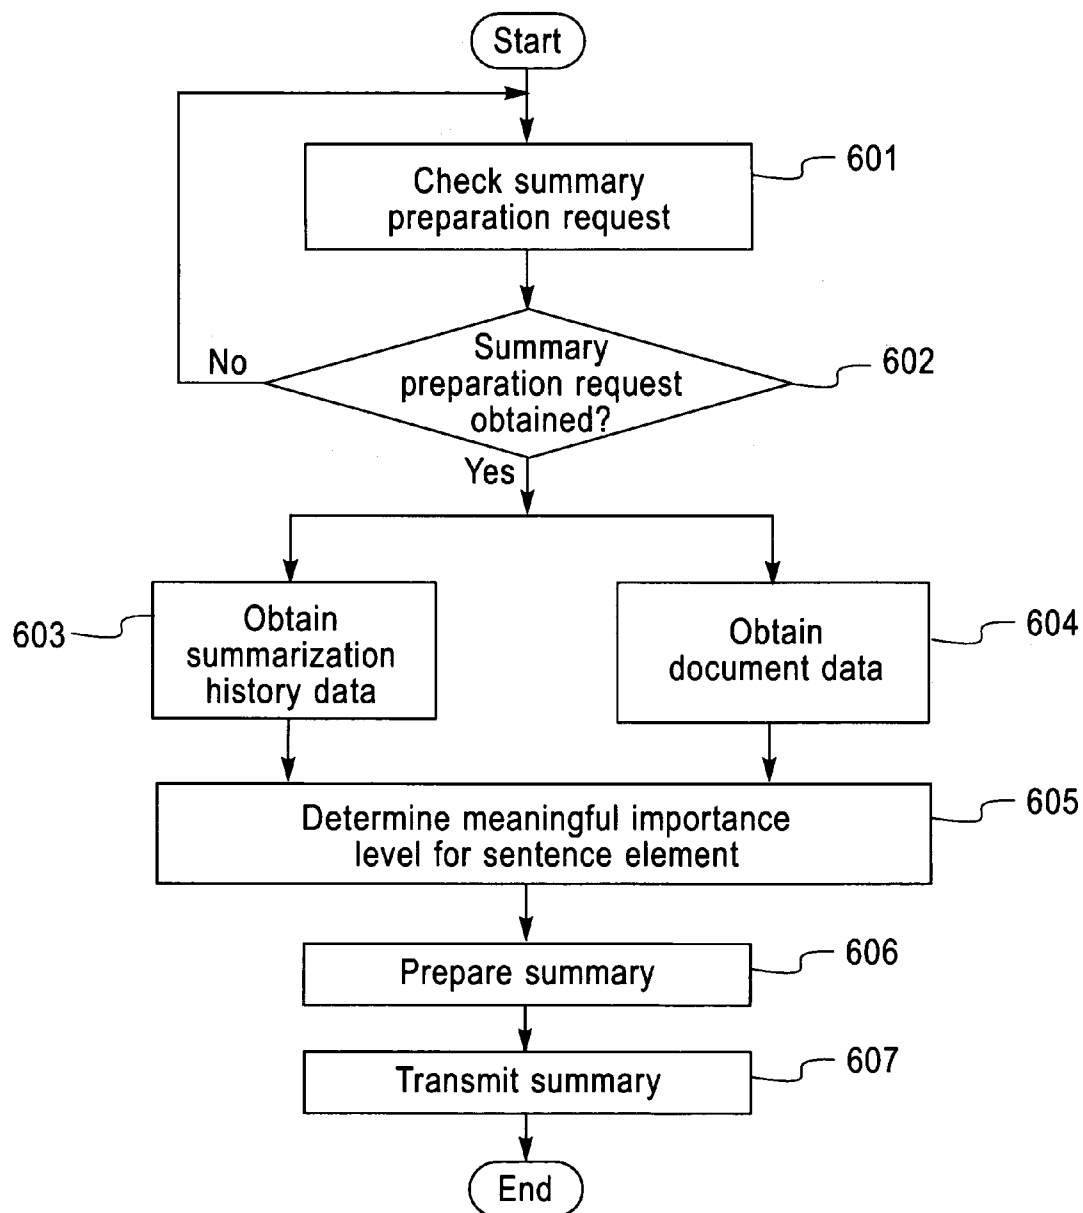 Start
Check summary
preparation request
601
Summary
preparation request
obtained?
602
No
Yes
603
Obtain
summarization
history data
Obtain
document data
604
Determine meaningful importance
level for sentence element
605
Prepare summary
606
Transmit summary
607
End